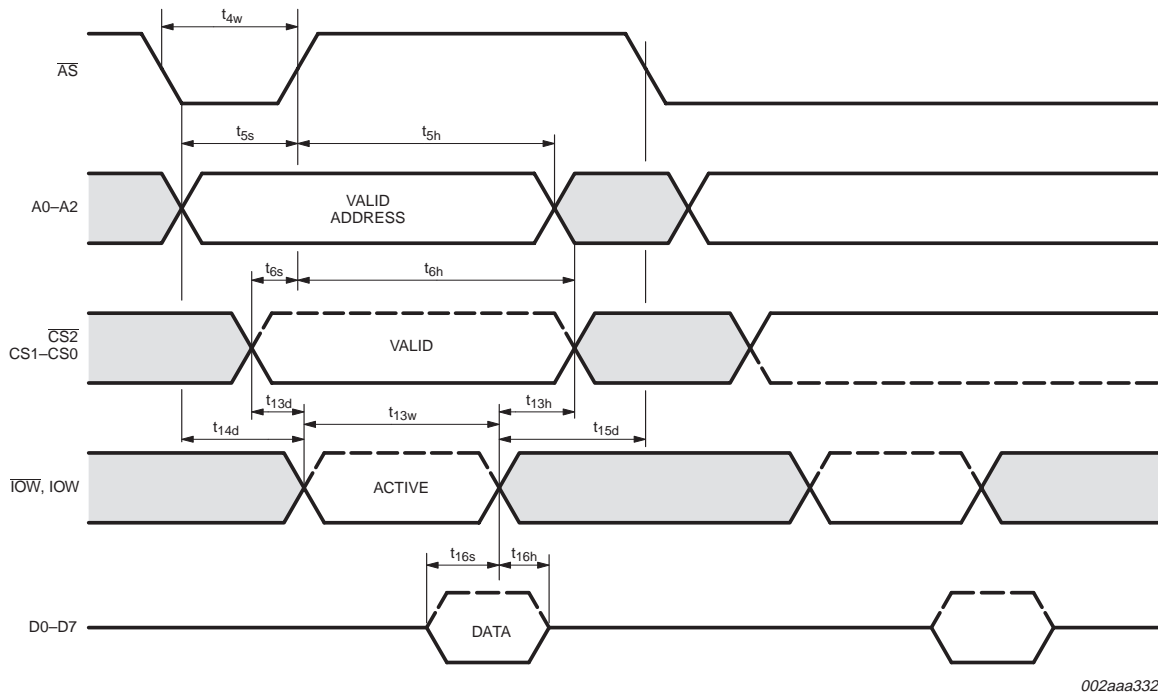 t4w
AS
t5s
t5h
A0–A2
VALID
ADDRESS
t6s
t6h
CS2
CS1–CS0
VALID
t13d
t13w
t13h
t14d
t15d
IOW, IOW
ACTIVE
t16s
t16h
D0–D7
DATA
002aaa332